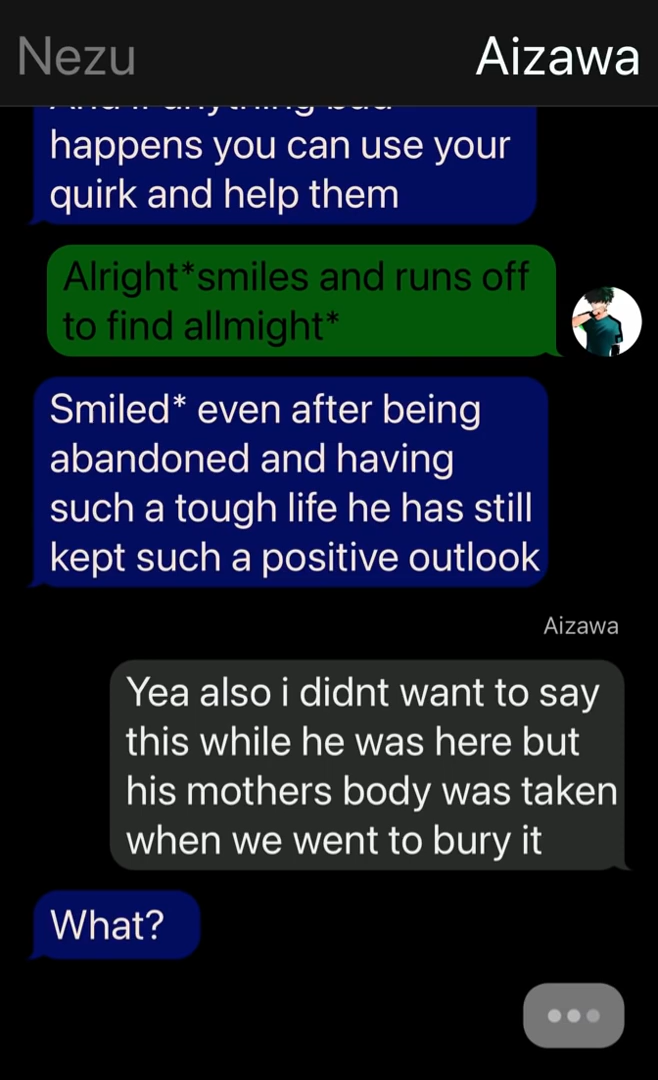 Nezu
Aizawa
happens you can use your
quirk and help them
Alright*smiles and runs off
to find allmight*
Smiled* even after being
abandoned and having
such a tough life he has still
kept such a positive outlook
Aizawa
Yea also i didnt want to say
this while he was here but
his mothers body was taken
when we went to bury it
What?